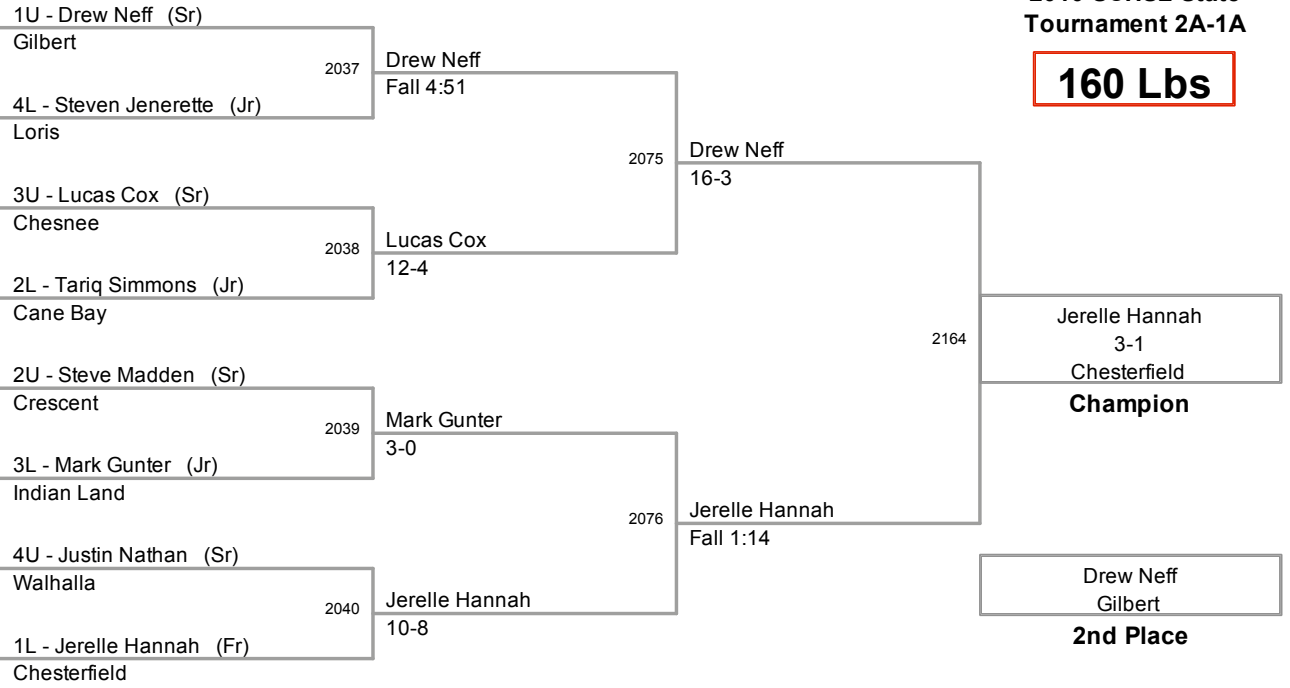 1U - Drew Neff (Sr)
Gilbert
2037
4L - Steven Jenerette (Jr)
Loris
3U - Lucas Cox (Sr)
Chesnee
2038
2L - Tariq Simmons (Jr)
Cane Bay
2U - Steve Madden (Sr)
Crescent
2039
3L - Mark Gunter (Jr)
Indian Land
4U - Justin Nathan (Sr)
Walhalla
2040
1L - Jerelle Hannah (Fr)
Chesterfield
Drew Neff
Fall 4:51
2075
Lucas Cox
12-4
Mark Gunter
3-0
2076
Jerelle Hannah
10-8
Drew Neff
16-3
2164
Jerelle Hannah
Fall 1:14
Tournament 2A-1A
160 Lbs
Jerelle Hannah
3-1
Chesterfield
Champion
Drew Neff
Gilbert
2nd Place